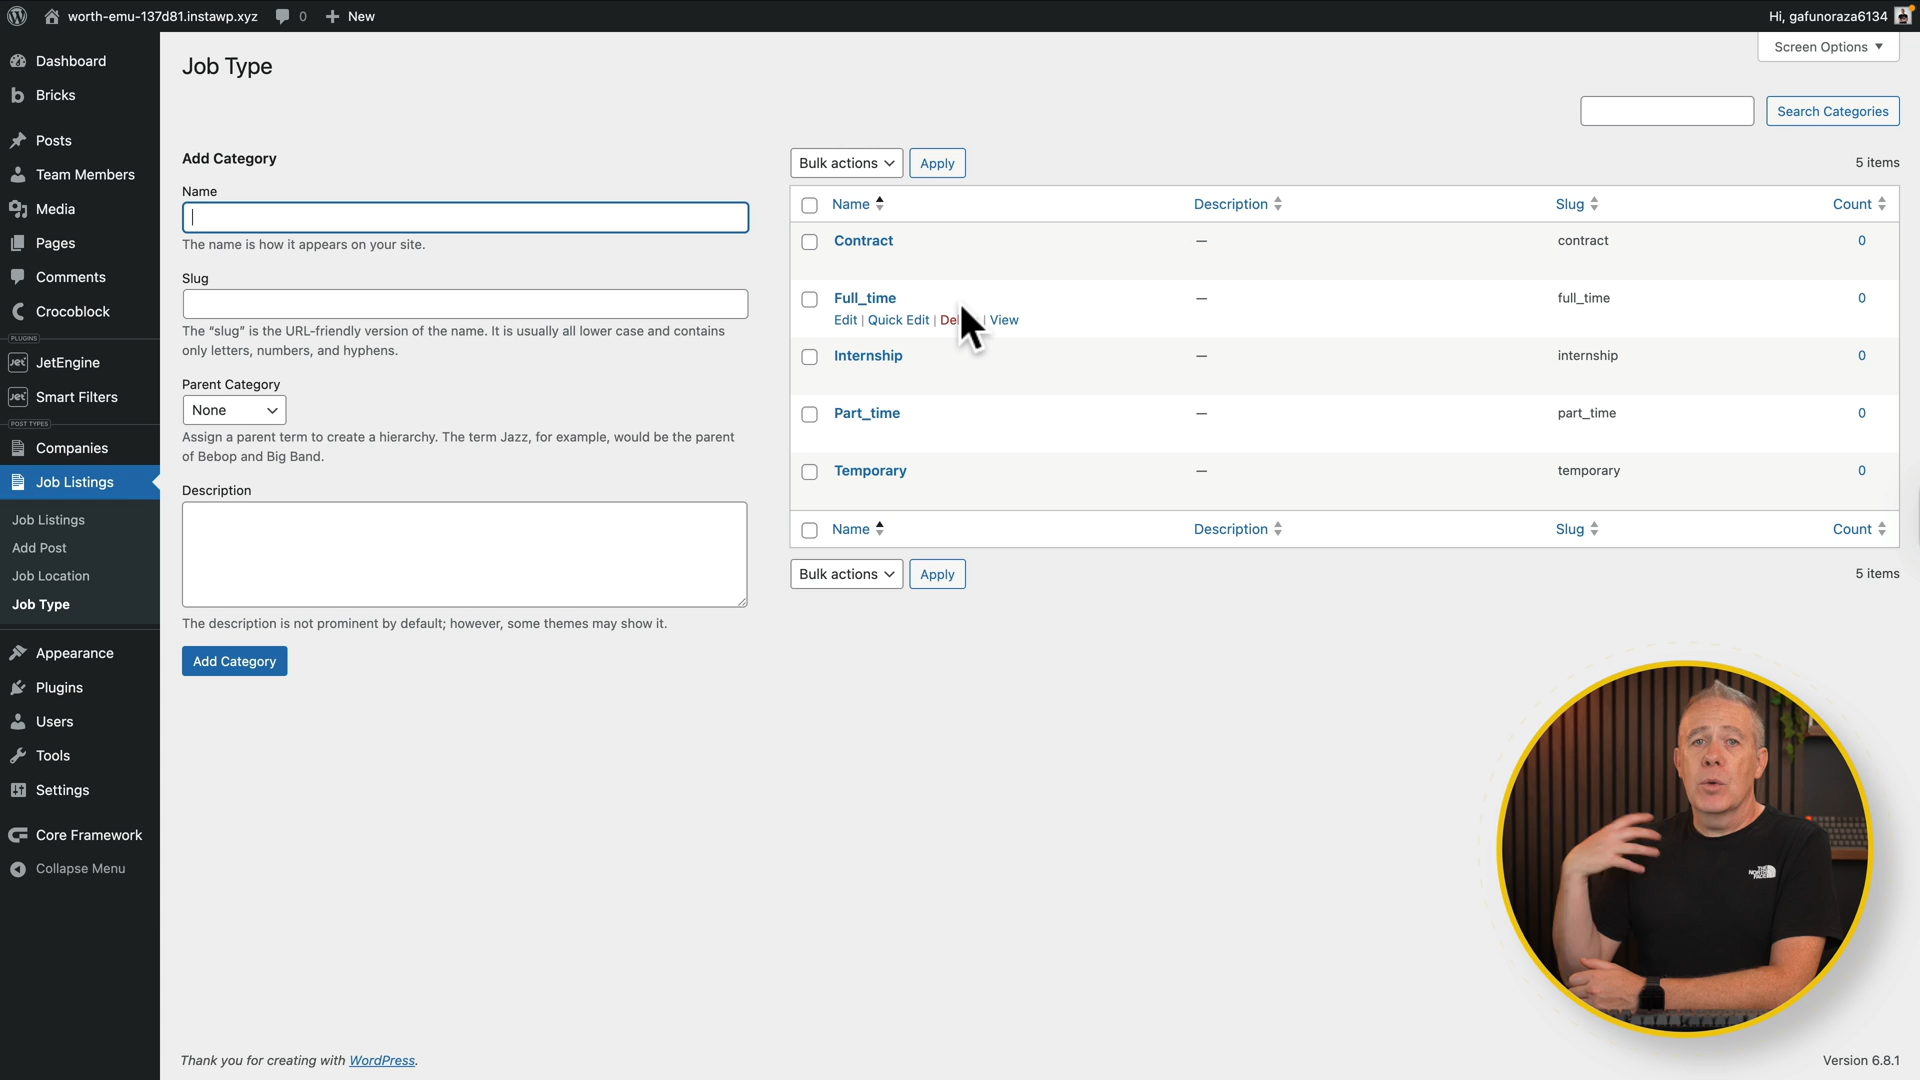 worth-emu-137d81.instawp.xyz 0 New
Hi, gafunoraza6134
Screen Options
Dashboard
Bricks
Posts
Team Members
Media
Pages
Comments
Crocoblock
PLUGINS
JetEngine
Smart Filters
POST TYPES
Companies
Job Listings
Job Listings
Add Post
Job Location
Job Type
Appearance
Plugins
Users
Tools
Settings
Core Framework
Collapse Menu
Job Type
Search Categories
Add Category
Name
The name is how it appears on your site.
Slug
The “slug” is the URL-friendly version of the name. It is usually all lower case and contains
only letters, numbers, and hyphens.
Parent Category
None
Assign a parent term to create a hierarchy. The term Jazz, for example, would be the parent
of Bebop and Big Band.
Description
The description is not prominent by default; however, some themes may show it.
Add Category
Bulk actions Apply 5 items
Name Description Slug Count
Contract — contract 0
Full_time — full_time 0
Edit | Quick Edit | | View
Internship — internship 0
Part_time — part_time 0
Temporary — temporary 0
Name Description Slug Count
Bulk actions Apply 5 items
THE NORTH FACE
Thank you for creating with WordPress.
Version 6.8.1